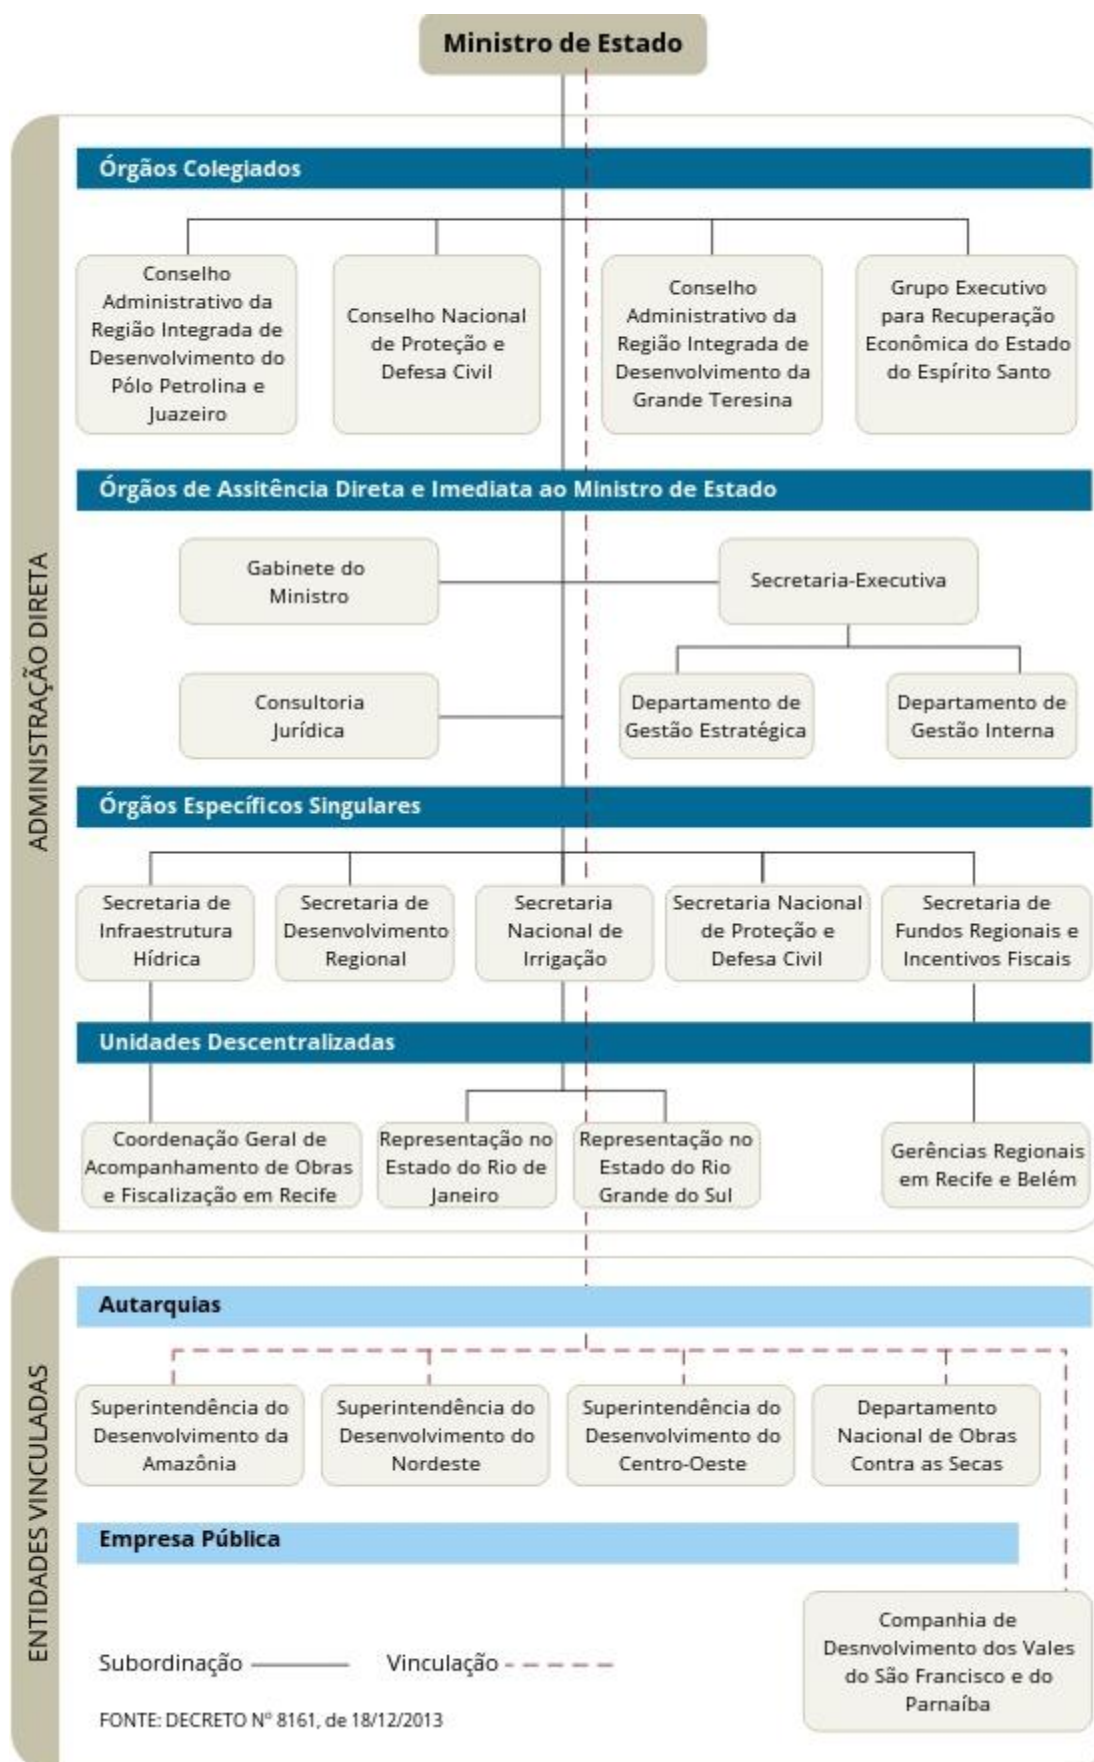 Ministro de Estado
ADMINISTRAÇÃO DIRETA
Órgãos Colegiados
Conselho
Administrativo da
Região Integrada de
Desenvolvimento do
Pólo Petrolina e
Juazeiro
Conselho Nacional
de Proteção e
Defesa Civil
Conselho
Administrativo da
Região Integrada de
Desenvolvimento da
Grande Teresina
Grupo Executivo
para Recuperação
Econômica do Estado
do Espírito Santo
Órgãos de Assitência Direta e Imediata ao Ministro de Estado
Gabinete do
Ministro
Secretaria-Executiva
Consultoria
Jurídica
Departamento de
Gestão Estratégica
Departamento de
Gestão Interna
Órgãos Específicos Singulares
Secretaria de
Infraestrutura
Hídrica
Secretaria de
Desenvolvimento
Regional
Secretaria
Nacional de
Irrigação
Secretaria Nacional
de Proteção e
Defesa Civil
Secretaria de
Fundos Regionais e
Incentivos Fiscais
Unidades Descentralizadas
Coordenação Geral de
Acompanhamento de Obras
e Fiscalização em Recife
Representação no
Estado do Rio de
Janeiro
Representação no
Estado do Rio
Grande do Sul
Gerências Regionais
em Recife e Belém
ENTIDADES VINCULADAS
Autarquias
Superintendência do
Desenvolvimento da
Amazônia
Superintendência do
Desenvolvimento do
Nordeste
Superintendência do
Desenvolvimento do
Centro-Oeste
Departamento
Nacional de Obras
Contra as Secas
Empresa Pública
Companhia de
Desnvolvimento dos Vales
do São Francisco e do
Parnaíba
Subordinação
Vinculação
FONTE: DECRETO Nº 8161, de 18/12/2013